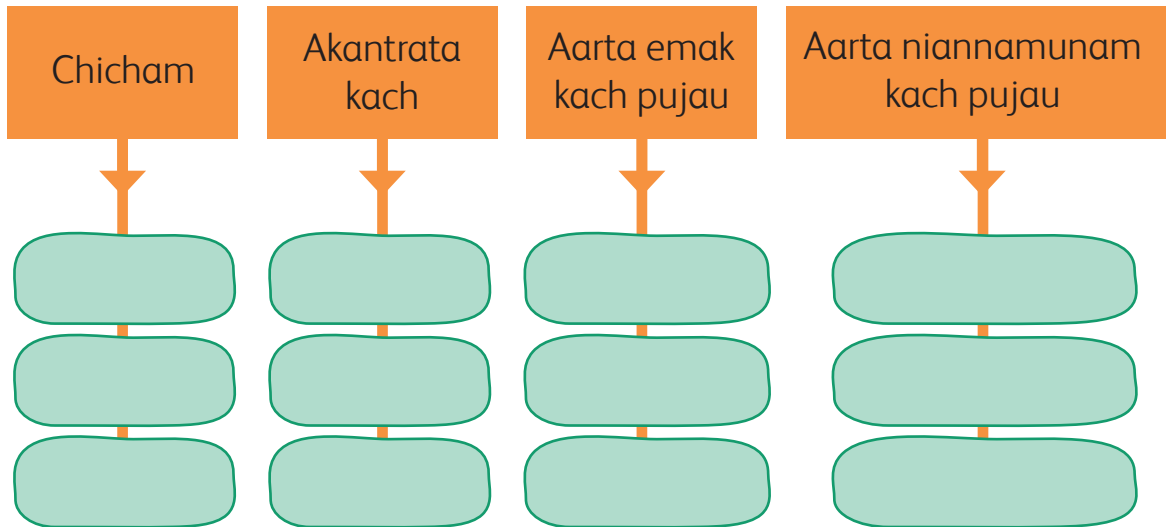 Chicham
Akantrata
kach
Aarta emak
kach pujau
Aarta niannamunam
kach pujau